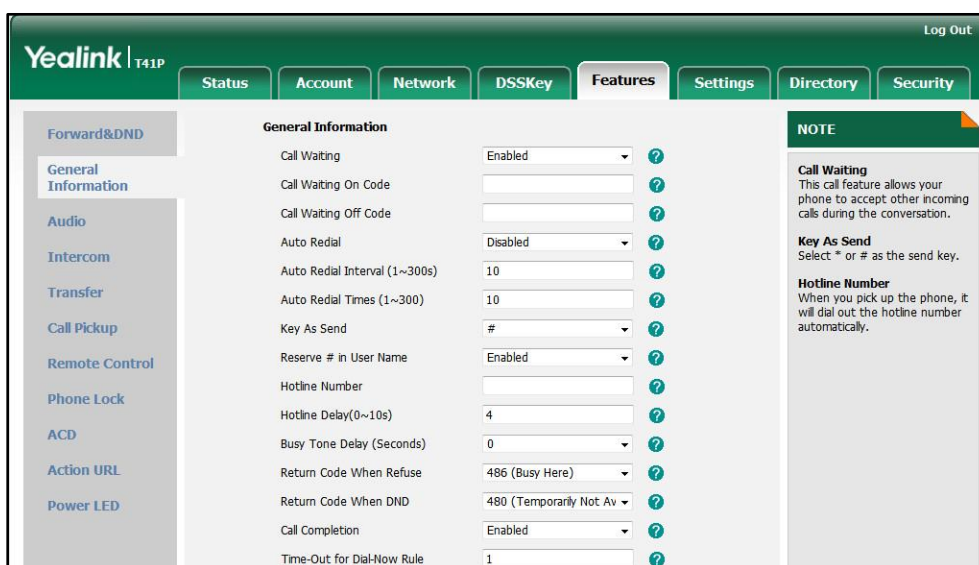 Log Out
Yealink T41P
Status Account Network DSSKey Features Settings Directory Security
Forward&DND
General
Information
Audio
Intercom
Transfer
Call Pickup
Remote Control
Phone Lock
ACD
Action URL
Power LED
General Information
Call Waiting Enabled ?
Call Waiting On Code ?
Call Waiting Off Code ?
Auto Redial Disabled ?
Auto Redial Interval (1~300s) 10 ?
Auto Redial Times (1~300) 10 ?
Key As Send # ?
Reserve # in User Name Enabled ?
Hotline Number ?
Hotline Delay(0~10s) 4 ?
Busy Tone Delay (Seconds) 0 ?
Return Code When Refuse 486 (Busy Here) ?
Return Code When DND 480 (Temporarily Not Av ?
Call Completion Enabled ?
Time-Out for Dial-Now Rule 1 ?
NOTE
Call Waiting
This call feature allows your
phone to accept other incoming
calls during the conversation.
Key As Send
Select * or # as the send key.
Hotline Number
When you pick up the phone, it
will dial out the hotline number
automatically.